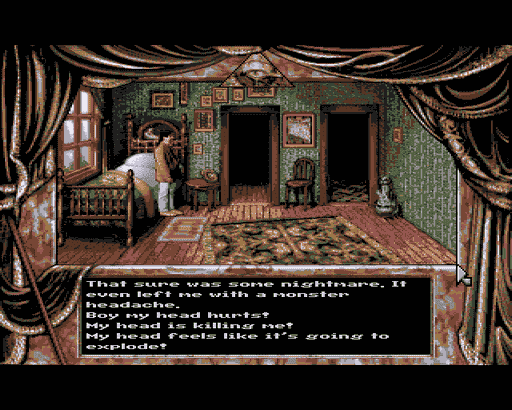 That sure was some nightmare. It
even left me with a monster
headache.
Boy my head hurts!
My head is killing me!
My head feels like it's going to
explode!